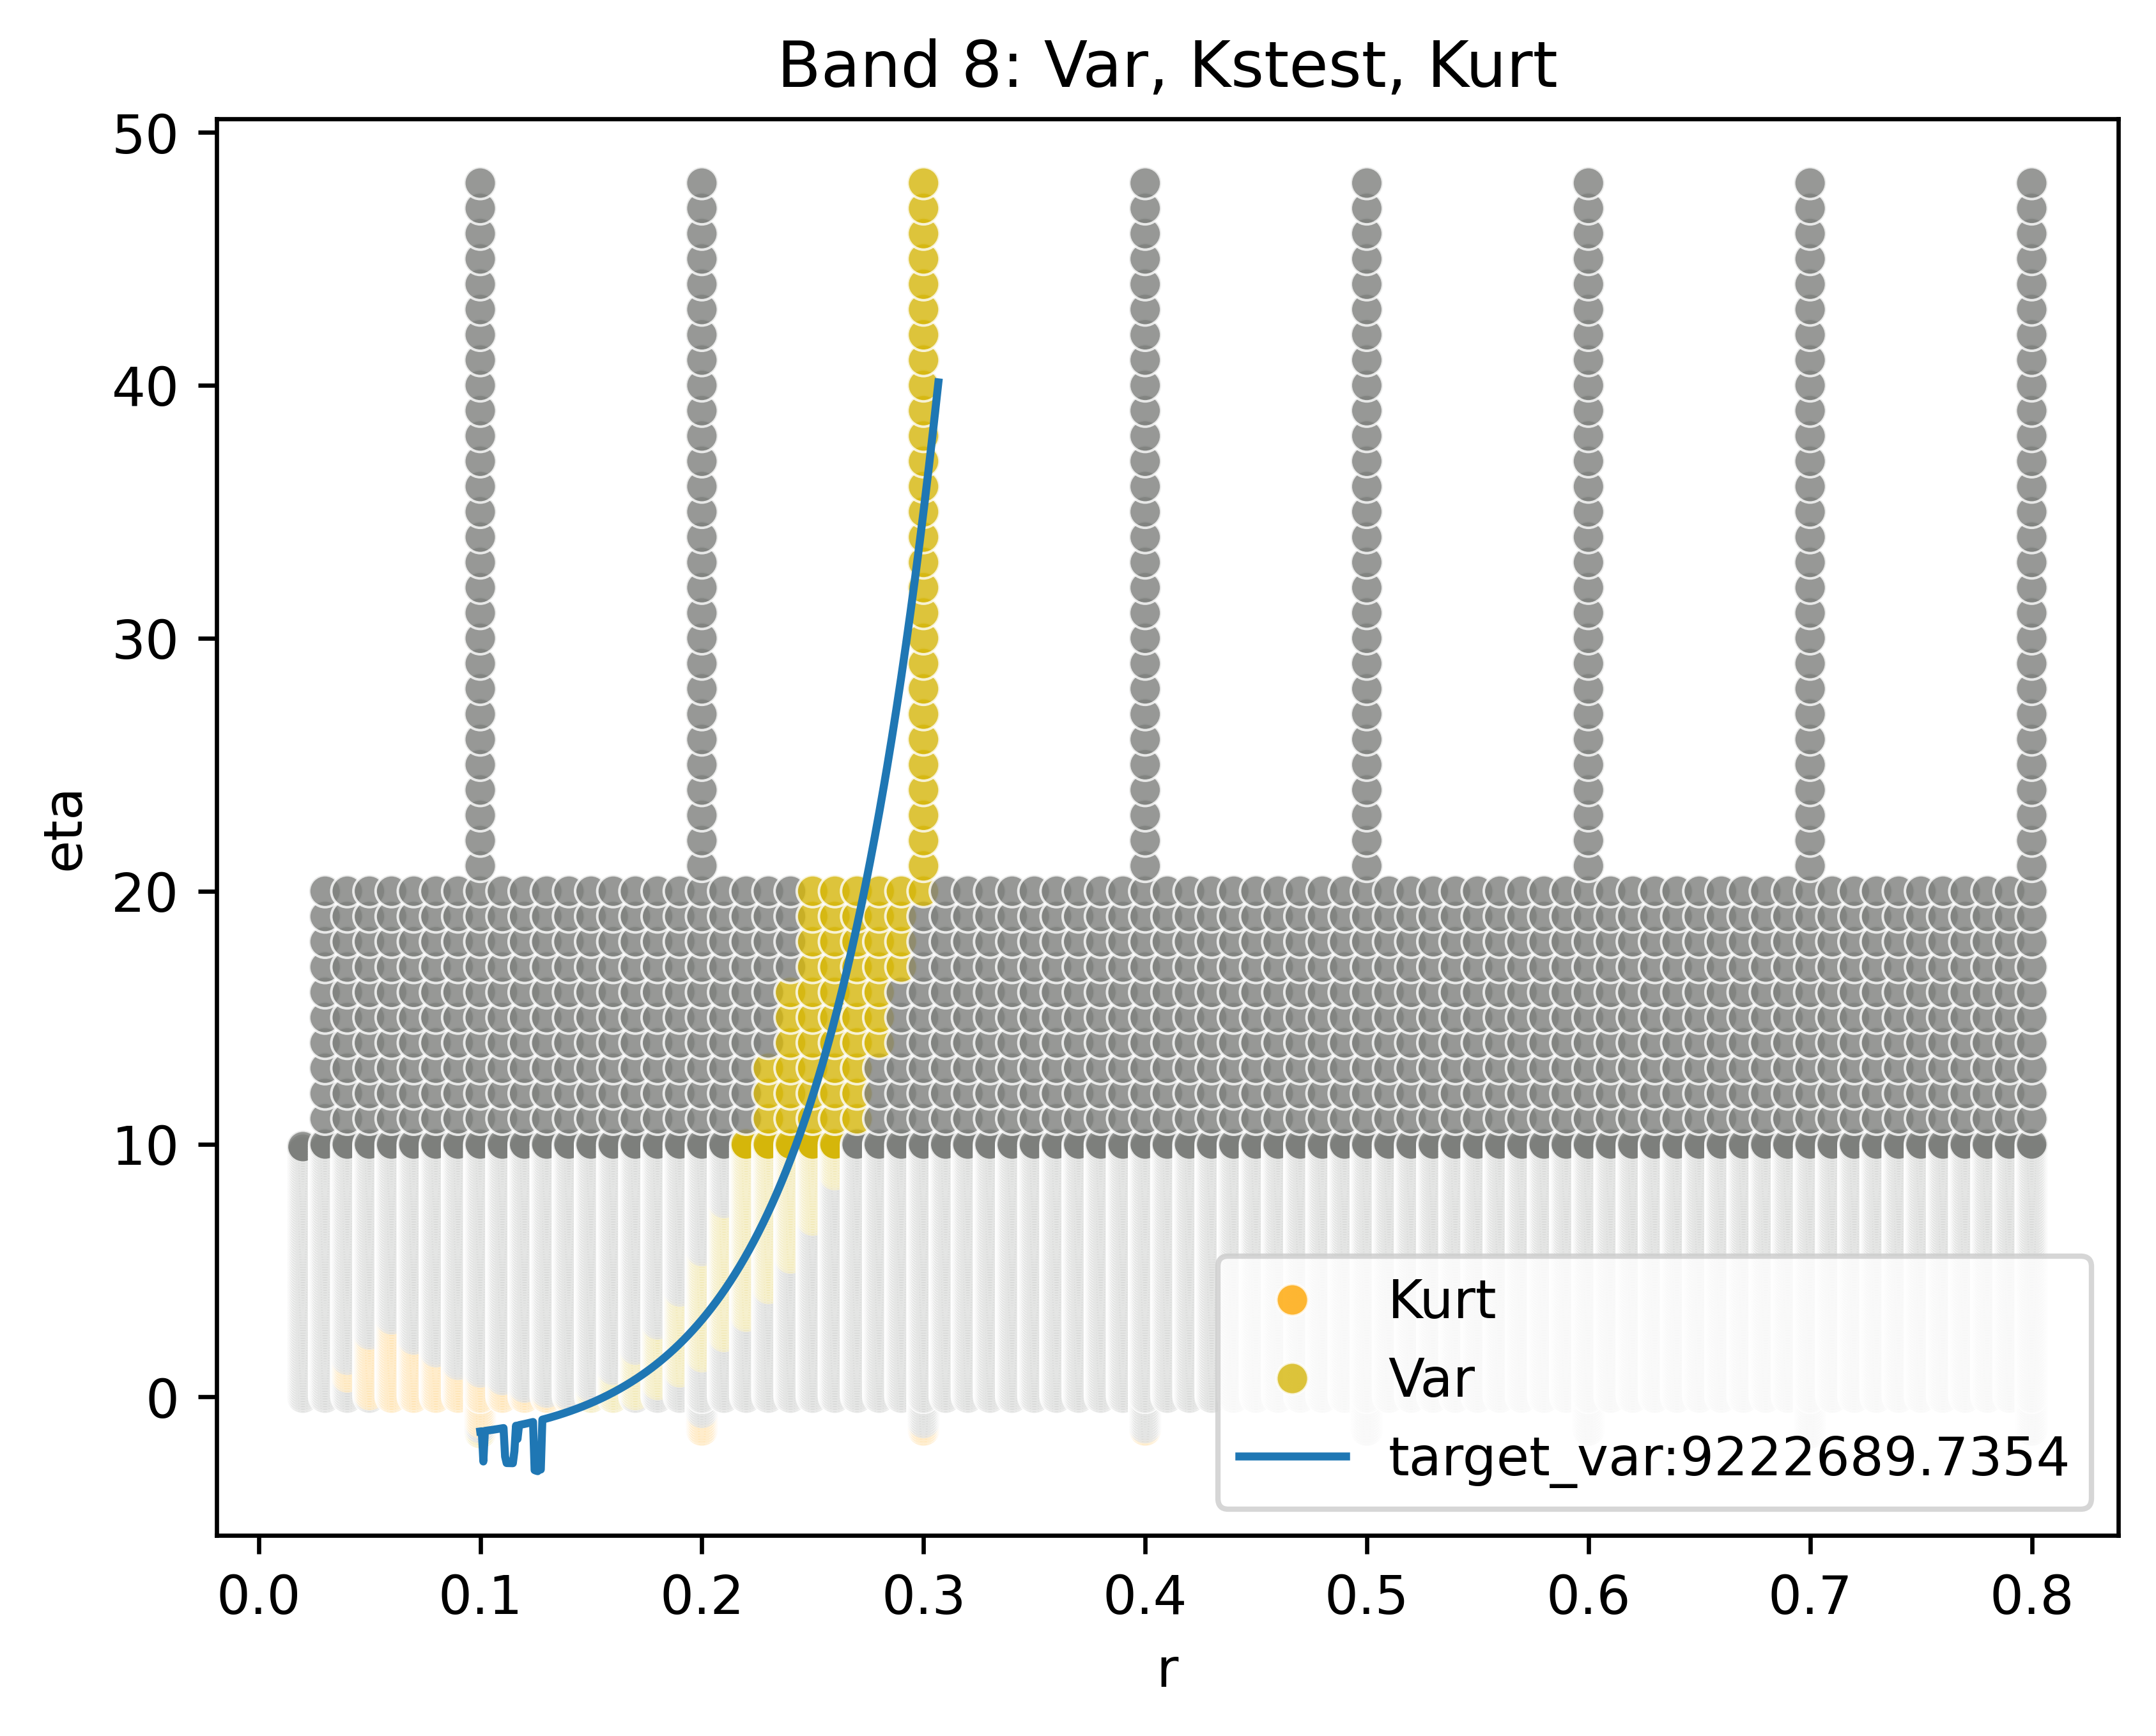 Band 8: Var, Kstest, Kurt
50
40
30
20
10
0
eta
Kurt
Var
target_var:9222689.7354
0.0 0.1 0.2 0.3 0.4 0.5 0.6 0.7 0.8
r